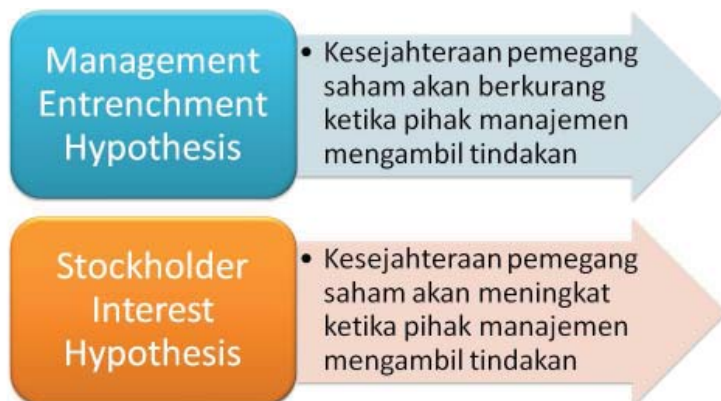 Management
Entrenchment
Hypothesis
• Kesejahteraan pemegang
saham akan berkurang
ketika pihak manajemen
mengambil tindakan
Stockholder
Interest
Hypothesis
• Kesejahteraan pemegang
saham akan meningkat
ketika pihak manajemen
mengambil tindakan